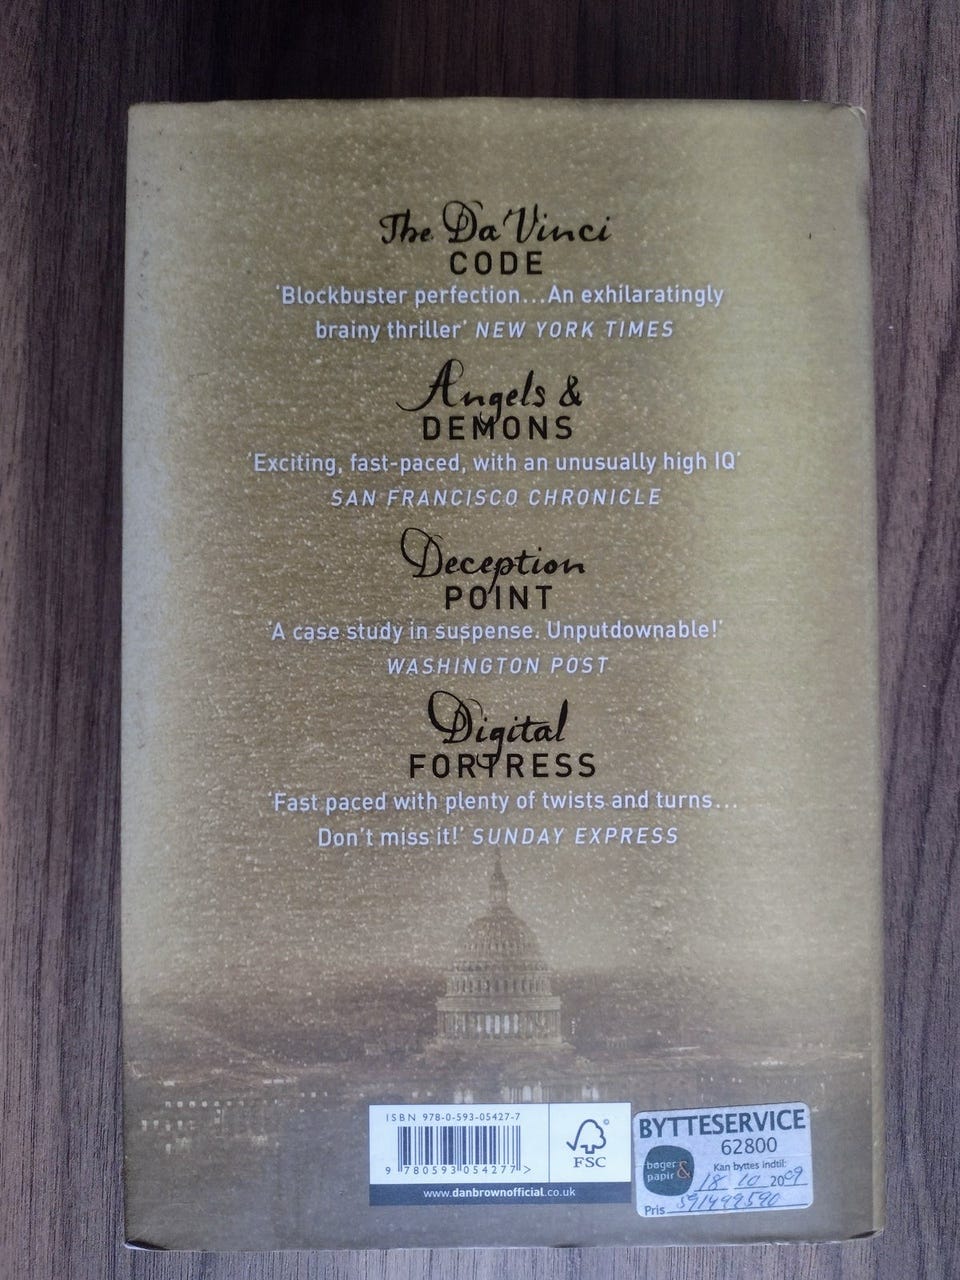 The Da Vinci
CODE
'Blockbuster perfection...An exhilaratingly
brainy thriller' NEW YORK TIMES
Angels &
DEMONS
'Exciting, fast-paced, with an unusually high IQ'
SAN FRANCISCO CHRONICLE
Deception
POINT
'A case study in suspense. Unputdownable!'
WASHINGTON POST
Digital
FORTRESS
'Fast paced with plenty of twists and turns...
Don't miss it!' SUNDAY EXPRESS
ISBN 978-0-593-05427-7
9 780593 054277 >
FSC
www.danbrownofficial.co.uk
BYTTESERVICE
62800
bøger &
papir
Kan byttes indtil:
18 10 2009
Pris